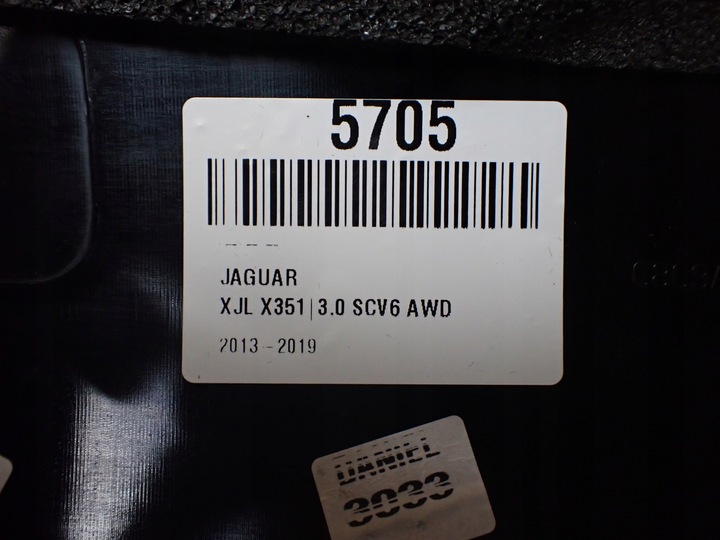 5705
JAGUAR
XJL X351|3.0 SCV6 AWD
2013 - 2019
DANIEL
3033